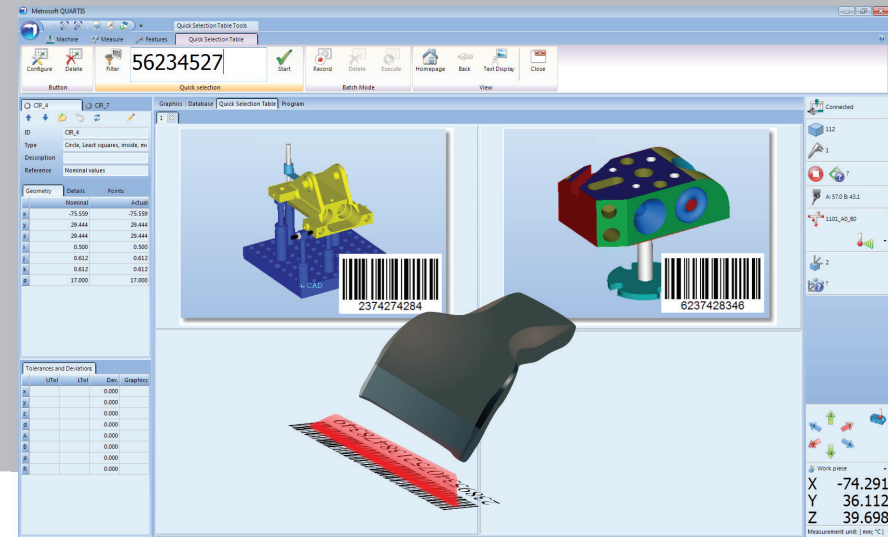 Metrosoft QUARTIS
Quick Selection Table Tools
Machine Measure Features Quick Selection Table
56234527
Configure Delete Filter Start Record Delete Execute Homepage Back Text Display Close
Button Quick selection Batch Mode View
CIR_4 CIR_7
Graphics Database Quick Selection Table Program
1
ID CIR_4
Type Circle, Least squares, inside, me
Description
Reference Nominal values
Geometry Details Points
Nominal Actual
x -75.559 -75.559
y 29.444 29.444
z 29.444 29.444
i 0.500 0.500
j 0.612 0.612
k 0.612 0.612
ø 17.000 17.000
CAD
2374274284
6237428346
Tolerances and Deviations
UTol LTol Dev. Graphics
x 0.000
y 0.000
z 0.000
0.000
A 0.000
B 0.000
0.000
R 0.000
Connected
112
1
?
A: 57.0 B: 43.1
1101_A0_B0
2
?
Work piece
X -74.291
Y 36.112
Z 39.698
Measurement unit: [ mm; °C ]